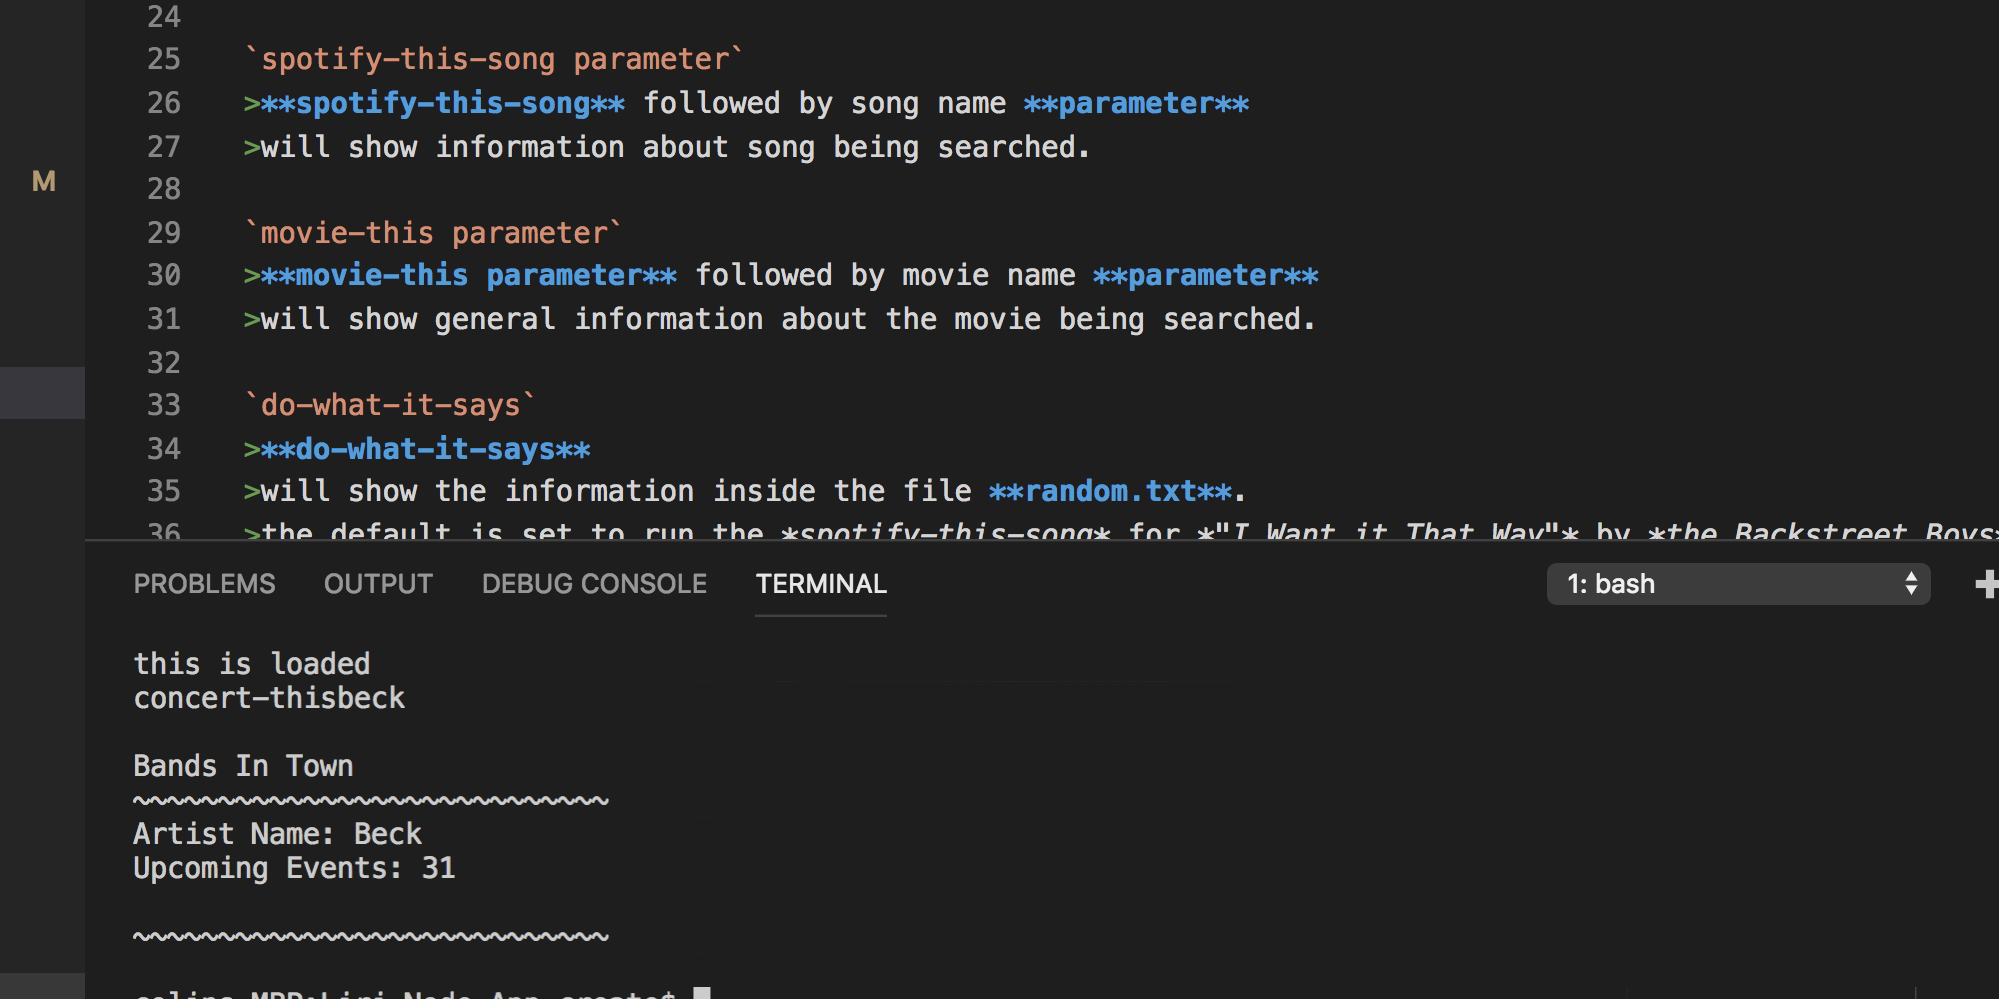 24
25 `spotify-this-song parameter`
26 >**spotify-this-song** followed by song name **parameter**
27 >will show information about song being searched.
M
28
29 `movie-this parameter`
30 >**movie-this parameter** followed by movie name **parameter**
31 >will show general information about the movie being searched.
32
33 `do-what-it-says`
34 >**do-what-it-says**
35 >will show the information inside the file **random.txt**.
36 >the default is set to run the *spotify-this-song* for *"I Want it That Way"* by *the Backstreet Boys*
PROBLEMS OUTPUT DEBUG CONSOLE TERMINAL 1: bash
this is loaded
concert-thisbeck
Bands In Town
~~~~~~~~~~~~~~~~~~~~~~~~~~~~
Artist Name: Beck
Upcoming Events: 31
~~~~~~~~~~~~~~~~~~~~~~~~~~~~